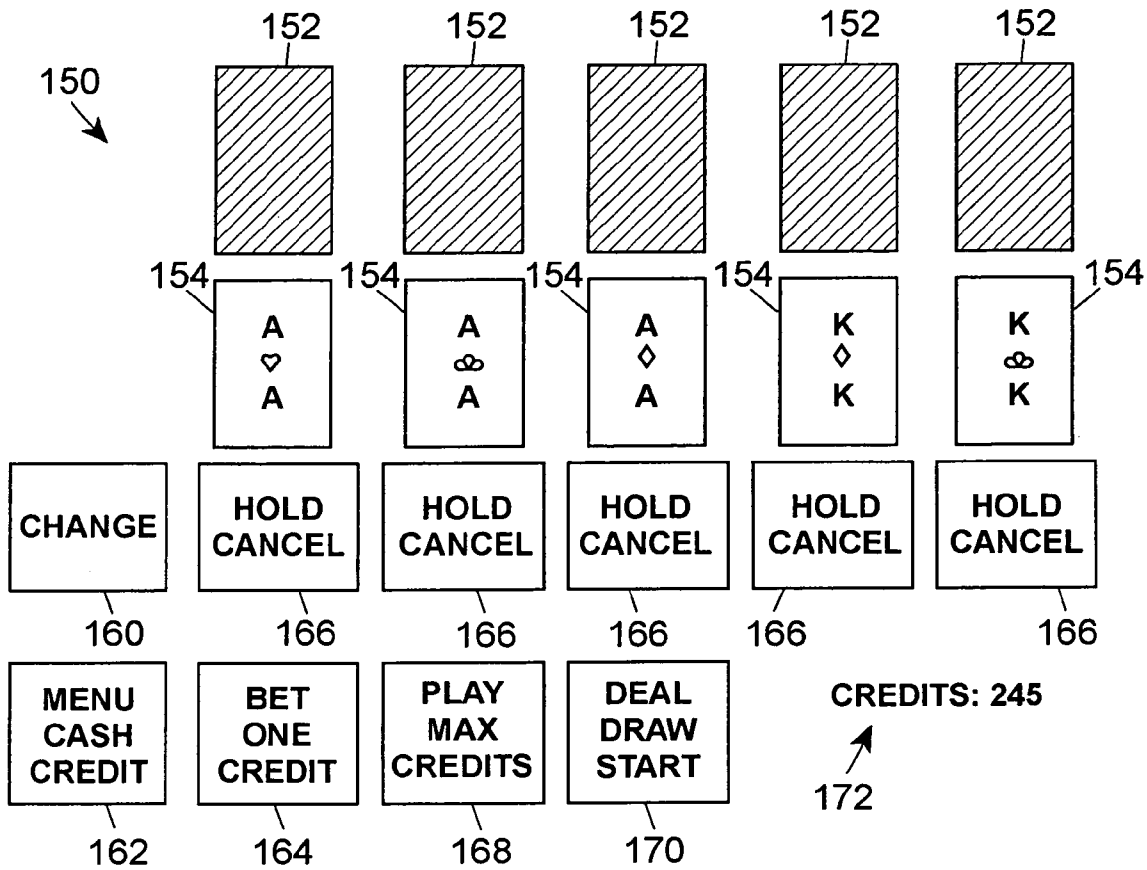 152 152 152 152 152
150
154 154 154 154 154
A A A K K
A A A K K
CHANGE
HOLD CANCEL
HOLD CANCEL
HOLD CANCEL
HOLD CANCEL
HOLD CANCEL
160 166 166 166 166 166
MENU
CASH
CREDIT
BET
ONE
CREDIT
PLAY
MAX
CREDITS
DEAL
DRAW
START
CREDITS: 245
172
162 164 168 170